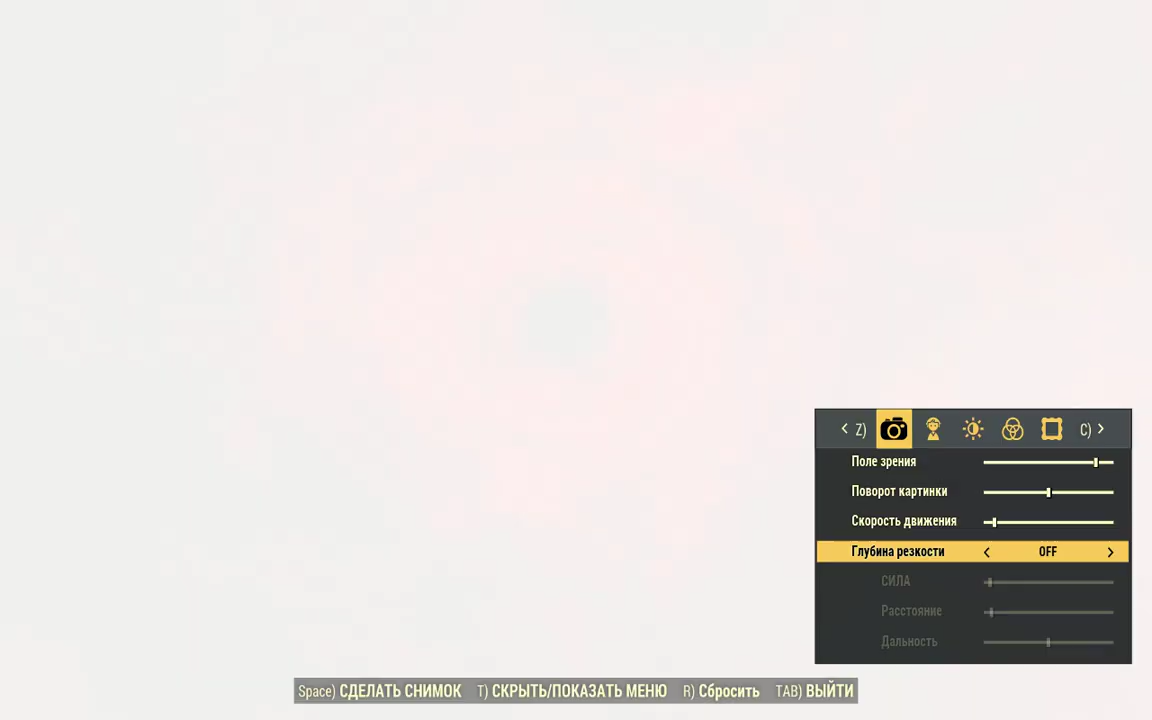 Z) C)
Поле зрения
Поворот картинки
Скорость движения
Глубина резкости OFF
СИЛА
Расстояние
Дальность
Space) СДЕЛАТЬ СНИМОК T) СКРЫТЬ/ПОКАЗАТЬ МЕНЮ R) Сбросить TAB) ВЫЙТИ